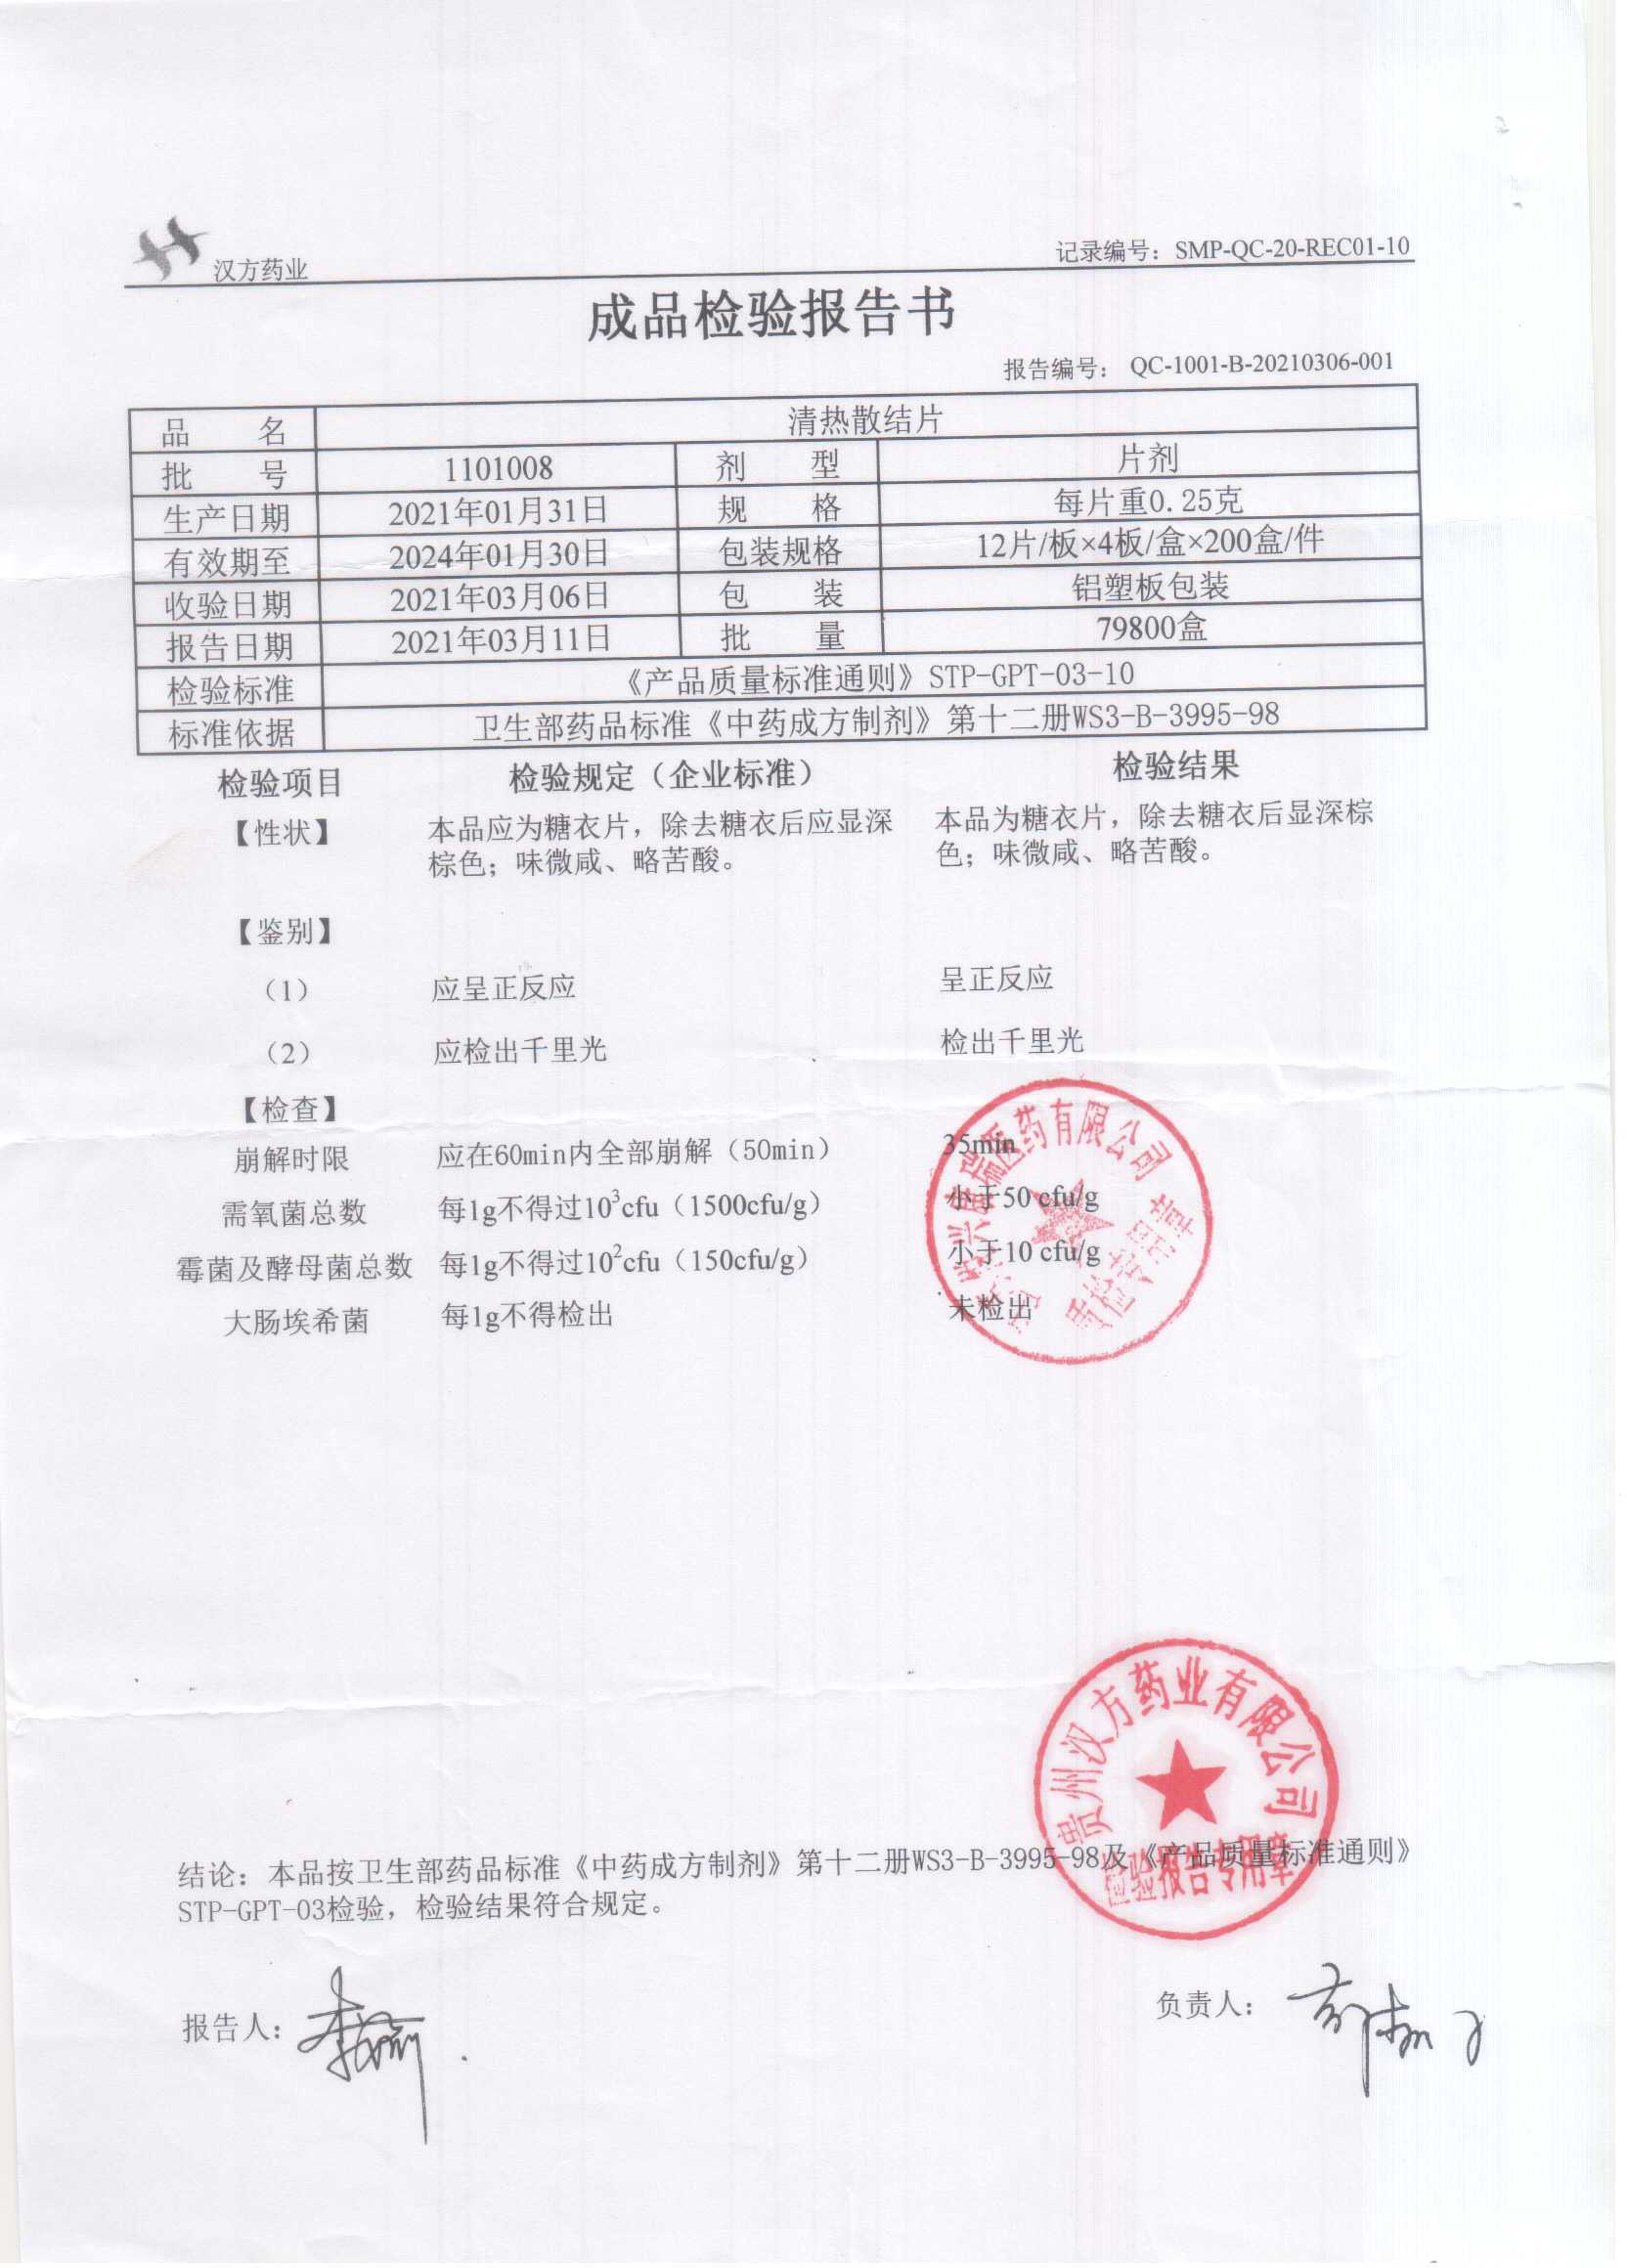 汉方药业
记录编号：SMP-QC-20-REC01-10
成品检验报告书
报告编号： QC-1001-B-20210306-001
品 名 清热散结片
批 号 1101008 剂 型 片剂
生产日期 2021年01月31日 规 格 每片重0.25克
有效期至 2024年01月30日 包装规格 12片/板×4板/盒×200盒/件
收验日期 2021年03月06日 包 装 铝塑板包装
报告日期 2021年03月11日 批 量 79800盒
检验标准 《产品质量标准通则》STP-GPT-03-10
标准依据 卫生部药品标准《中药成方制剂》第十二册WS3-B-3995-98
检验项目 检验规定（企业标准） 检验结果
【性状】 本品应为糖衣片，除去糖衣后应显深 本品为糖衣片，除去糖衣后显深棕
棕色；味微咸、略苦酸。 色；味微咸、略苦酸。
【鉴别】
（1） 应呈正反应 呈正反应
（2） 应检出千里光 检出千里光
【检查】
崩解时限 应在60min内全部崩解（50min） 35min
需氧菌总数 每1g不得过10³cfu（1500cfu/g） 小于50 cfu/g
霉菌及酵母菌总数 每1g不得过10²cfu（150cfu/g） 小于10 cfu/g
大肠埃希菌 每1g不得检出 未检出
医药有限公司
质检专用章
贵州汉方药业有限公司
检验报告专用章
结论：本品按卫生部药品标准《中药成方制剂》第十二册WS3-B-3995-98及《产品质量标准通则》
STP-GPT-03检验，检验结果符合规定。
报告人： 负责人：